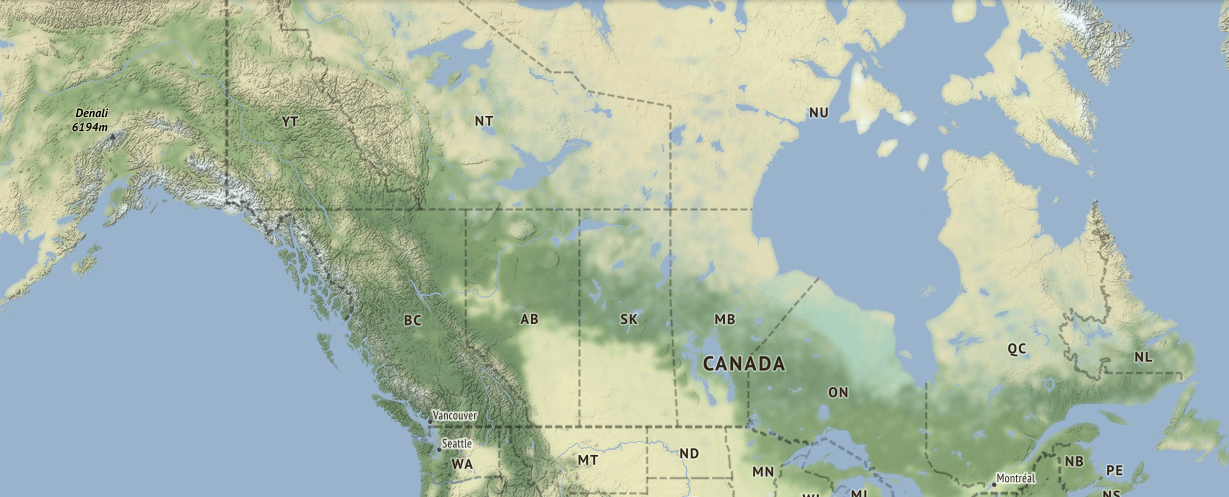 Denali
6194m
YT
NT
NU
BC
AB
SK
MB
CANADA
ON
QC
NL
Vancouver
Seattle
WA
MT
ND
MN
MI
NB
PE
Montréal